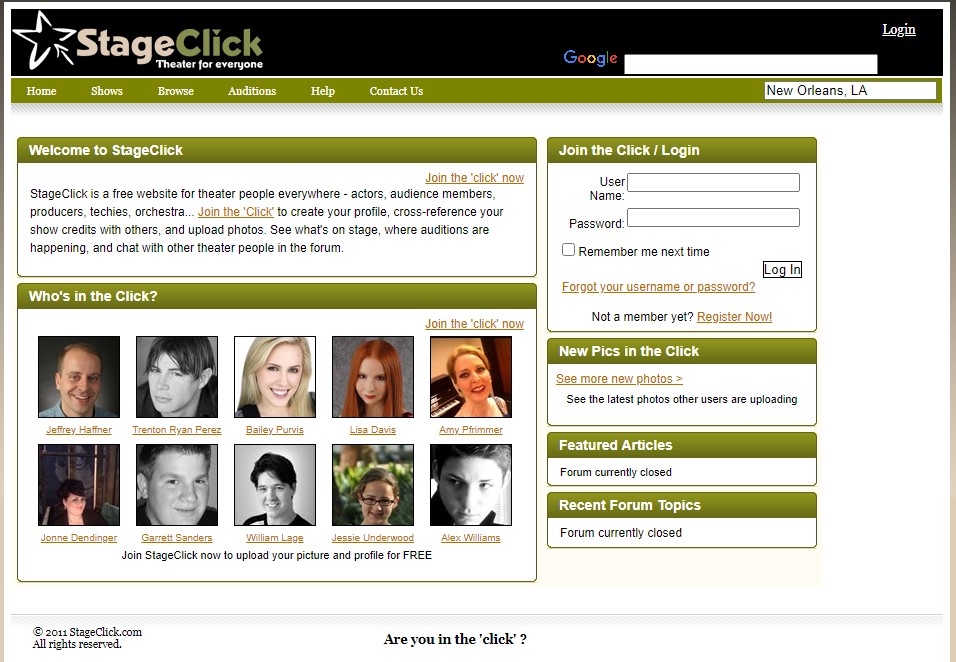 StageClick
Theater for everyone
Login
Google
Home Shows Browse Auditions Help Contact Us
New Orleans, LA
Welcome to StageClick
Join the 'click' now
StageClick is a free website for theater people everywhere - actors, audience members,
producers, techies, orchestra... Join the 'Click' to create your profile, cross-reference your
show credits with others, and upload photos. See what's on stage, where auditions are
happening, and chat with other theater people in the forum.
Who's in the Click?
Join the 'click' now
Jeffrey Haffner Trenton Ryan Perez Bailey Purvis Lisa Davis Amy Pfrimmer
Jonne Dendinger Garrett Sanders William Lage Jessie Underwood Alex Williams
Join StageClick now to upload your picture and profile for FREE
Join the Click / Login
User
Name:
Password:
Remember me next time
Log In
Forgot your username or password?
Not a member yet? Register Now!
New Pics in the Click
See more new photos >
See the latest photos other users are uploading
Featured Articles
Forum currently closed
Recent Forum Topics
Forum currently closed
© 2011 StageClick.com
All rights reserved.
Are you in the 'click' ?